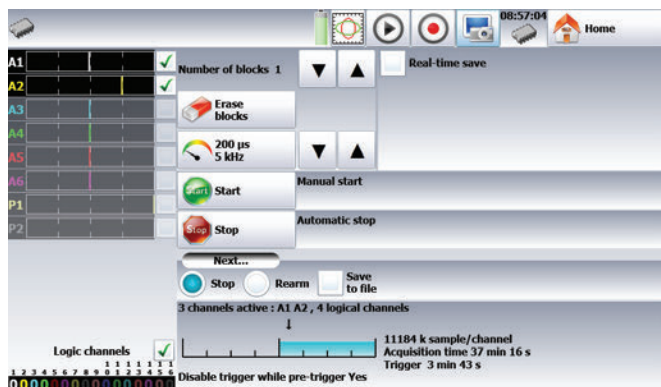 08:57:04
Home
A1
A2
A3
A4
A5
A6
P1
P2
Number of blocks 1
Real-time save
Erase
blocks
200 µs
5 kHz
Start
Start
Manual start
Stop
Stop
Automatic stop
Next...
Stop
Rearm
Save
to file
3 channels active : A1 A2 , 4 logical channels
11184 k sample/channel
Acquisition time 37 min 16 s
Trigger 3 min 43 s
Disable trigger while pre-trigger Yes
Logic channels
1 1 1 1 1 1 1
1 2 3 4 5 6 7 8 9 0 1 2 3 4 5 6